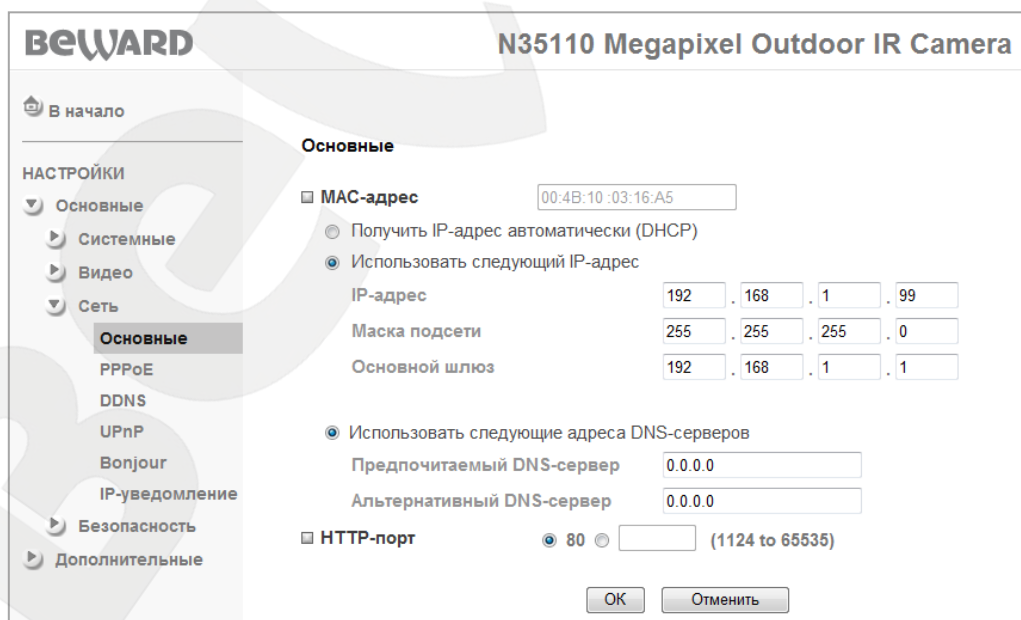 BEWARD
N35110 Megapixel Outdoor IR Camera
В начало
НАСТРОЙКИ
Основные
Системные
Видео
Сеть
Основные
PPPoE
DDNS
UPnP
Bonjour
IP-уведомление
Безопасность
Дополнительные
Основные
MAC-адрес 00:4B:10 :03:16:A5
Получить IP-адрес автоматически (DHCP)
Использовать следующий IP-адрес
IP-адрес 192 . 168 . 1 . 99
Маска подсети 255 . 255 . 255 . 0
Основной шлюз 192 . 168 . 1 . 1
Использовать следующие адреса DNS-серверов
Предпочитаемый DNS-сервер 0.0.0.0
Альтернативный DNS-сервер 0.0.0.0
HTTP-порт 80 (1124 to 65535)
OK Отменить